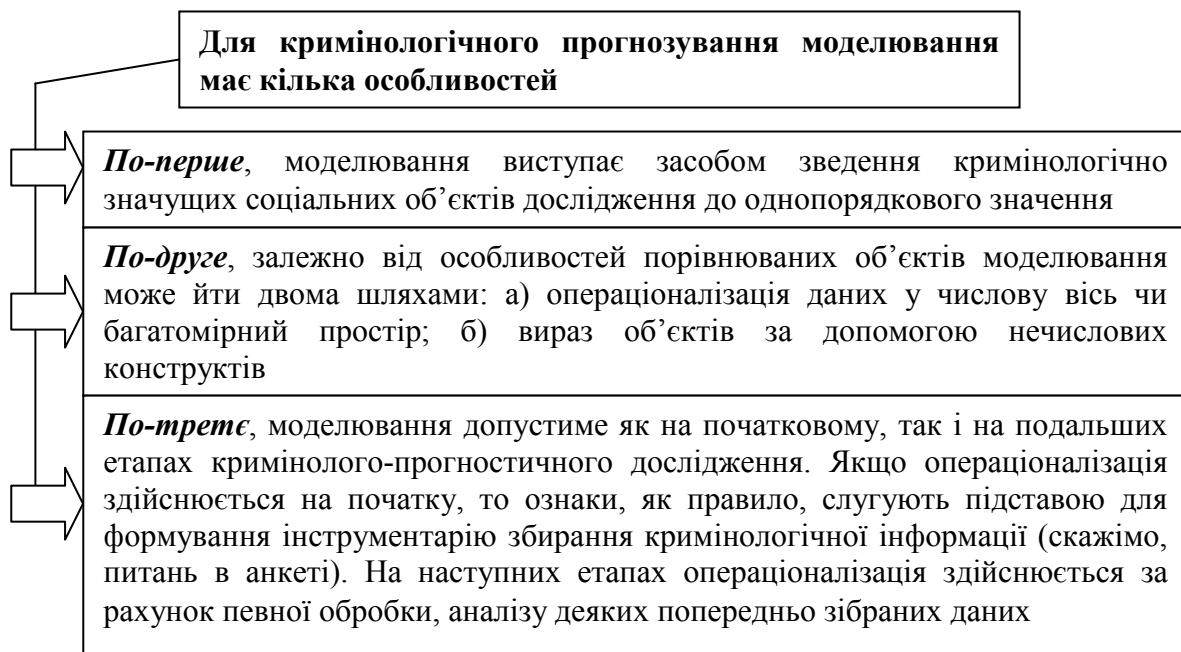 Для кримінологічного прогнозування моделювання
має кілька особливостей
По-перше, моделювання виступає засобом зведення кримінологічно
значущих соціальних об’єктів дослідження до однопорядкового значення
По-друге, залежно від особливостей порівнюваних об’єктів моделювання
може йти двома шляхами: а) операціоналізація даних у числову вісь чи
багатомірний простір; б) вираз об’єктів за допомогою нечислових
конструктів
По-третє, моделювання допустиме як на початковому, так і на подальших
етапах кримінолого-прогностичного дослідження. Якщо операціоналізація
здійснюється на початку, то ознаки, як правило, слугують підставою для
формування інструментарію збирання кримінологічної інформації (скажімо,
питань в анкеті). На наступних етапах операціоналізація здійснюється за
рахунок певної обробки, аналізу деяких попередньо зібраних даних